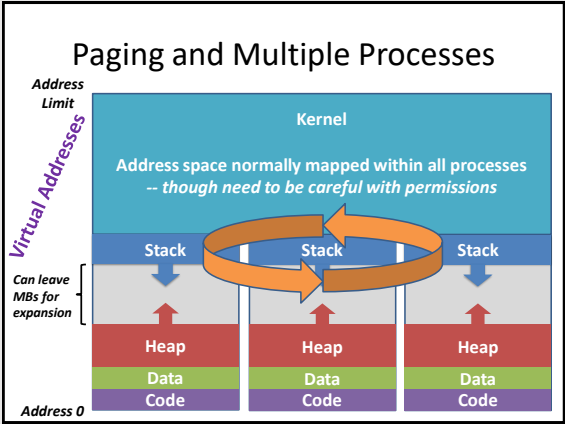 Paging and Multiple Processes
Address
Limit
Virtual Addresses
Kernel
Address space normally mapped within all processes
-- though need to be careful with permissions
Stack Stack Stack
Can leave
MBs for
expansion
Heap Heap Heap
Data Data Data
Code Code Code
Address 0